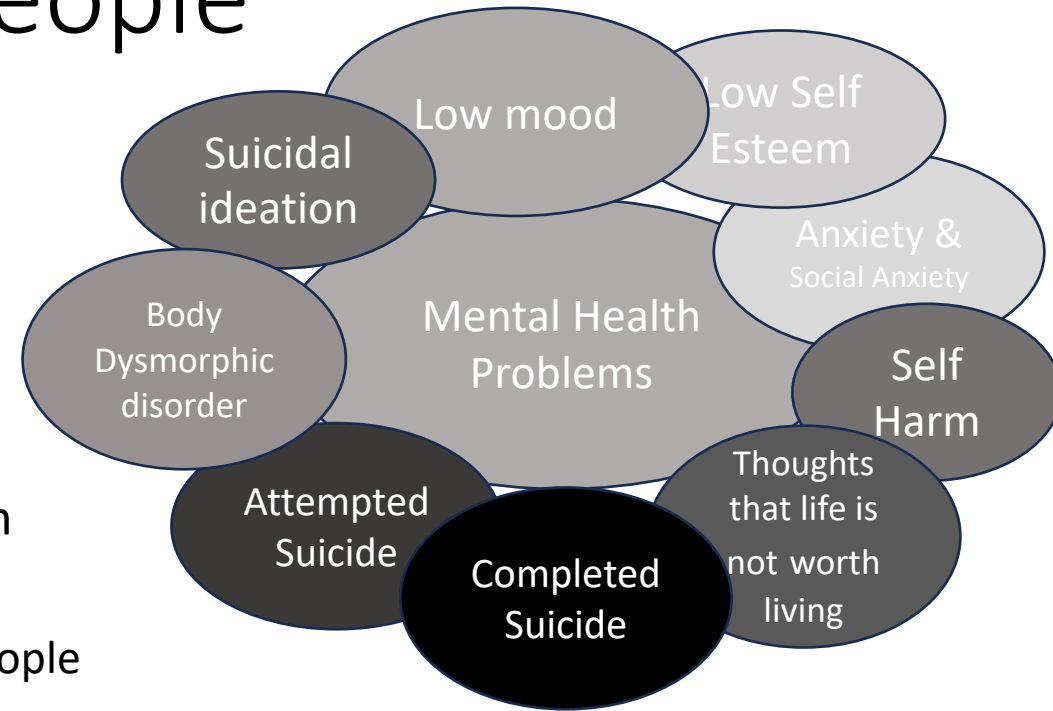 eople
Low mood
Low Self
Esteem
Suicidal
ideation
Anxiety &
Social Anxiety
Mental Health
Problems
Body
Dysmorphic
disorder
Self
Harm
Thoughts
that life is
not worth
living
Attempted
Suicide
Completed
Suicide
n
ople